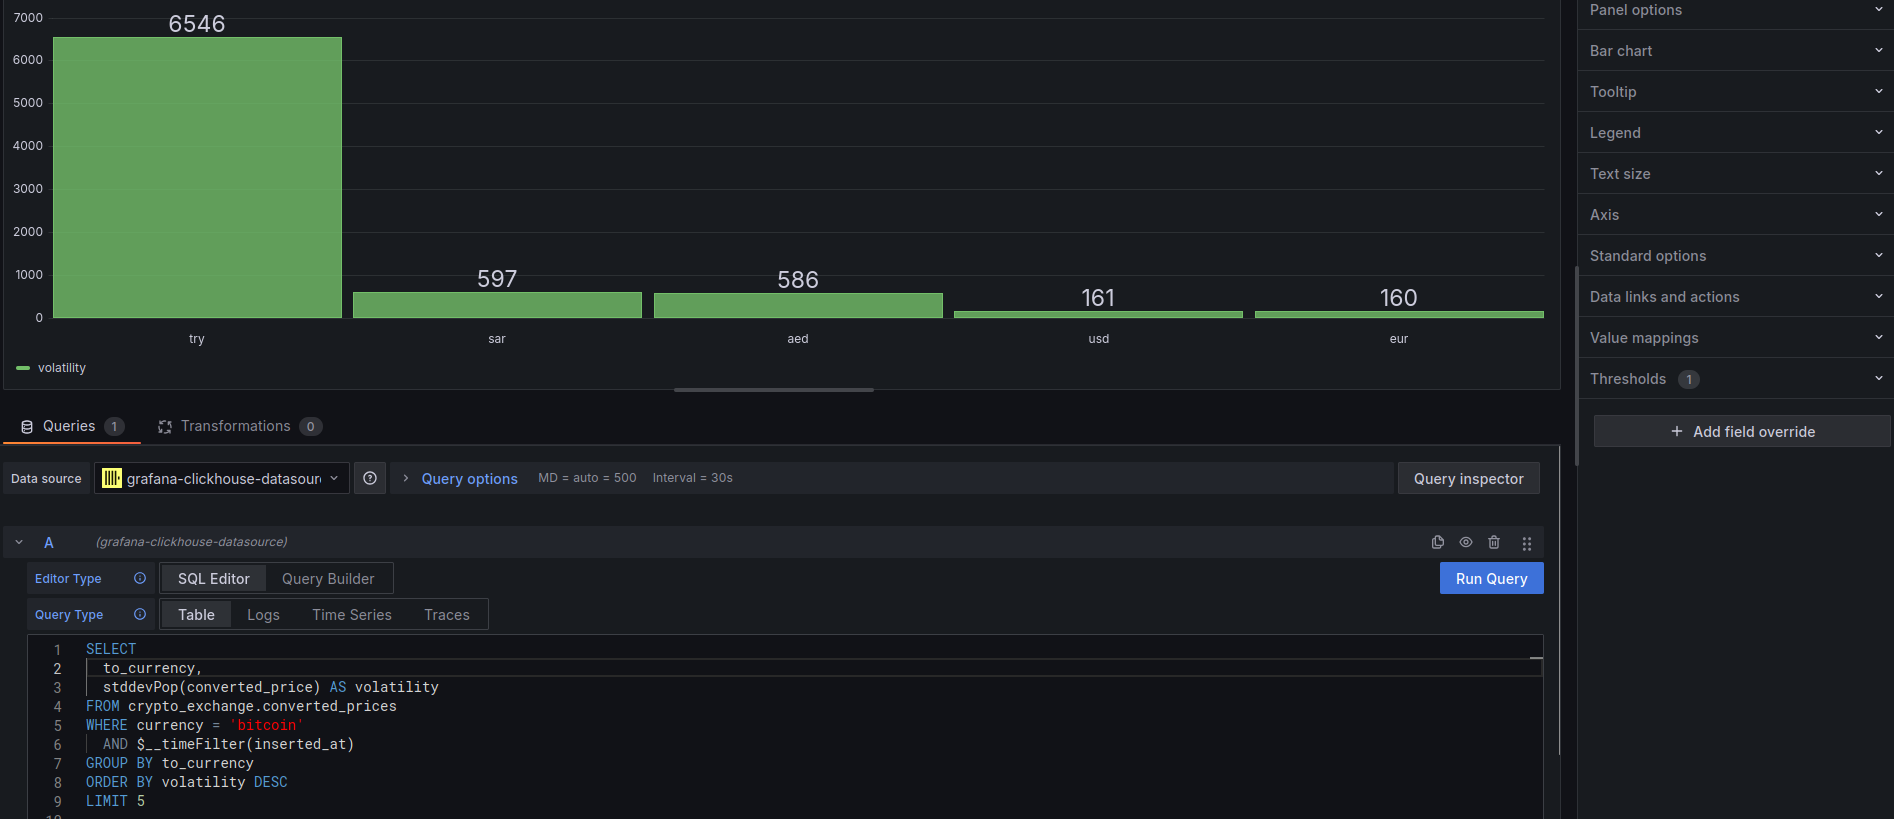 7000
6546
6000
5000
4000
3000
2000
1000
597
586
161
160
0
try
sar
aed
usd
eur
volatility
Panel options
Bar chart
Tooltip
Legend
Text size
Axis
Standard options
Data links and actions
Value mappings
Thresholds 1
Add field override
Queries 1 Transformations 0
Data source grafana-clickhouse-datasour Query options MD = auto = 500 Interval = 30s Query inspector
A (grafana-clickhouse-datasource)
Editor Type SQL Editor Query Builder Run Query
Query Type Table Logs Time Series Traces
1 SELECT
2 to_currency,
3 stddevPop(converted_price) AS volatility
4 FROM crypto_exchange.converted_prices
5 WHERE currency = 'bitcoin'
6 AND $__timeFilter(inserted_at)
7 GROUP BY to_currency
8 ORDER BY volatility DESC
9 LIMIT 5